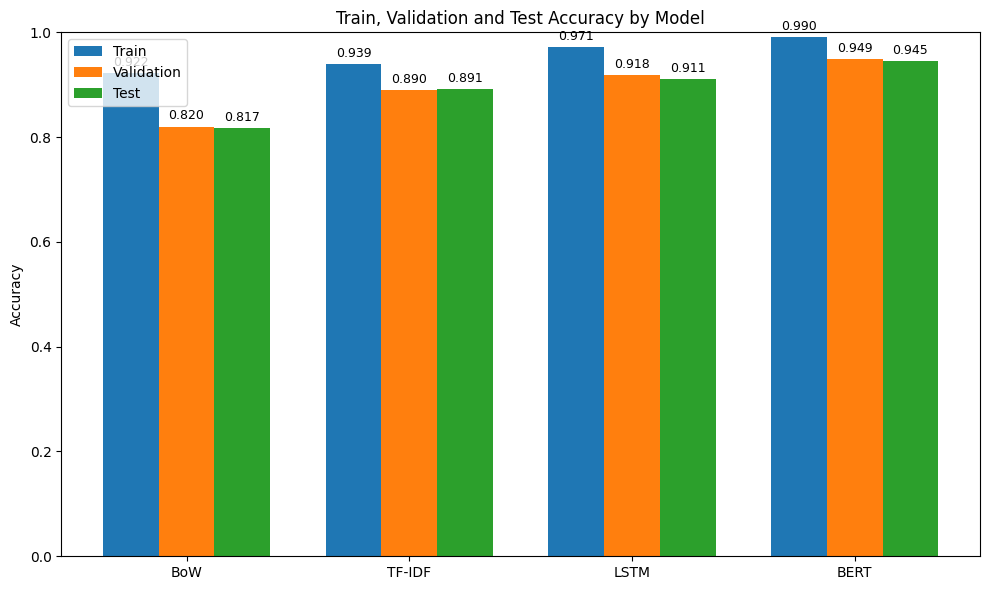 Train, Validation and Test Accuracy by Model
Train
Validation
Test
0.922
0.820
0.817
0.939
0.890
0.891
0.971
0.918
0.911
0.990
0.949
0.945
1.0
0.8
0.6
0.4
0.2
0.0
Accuracy
BoW
TF-IDF
LSTM
BERT